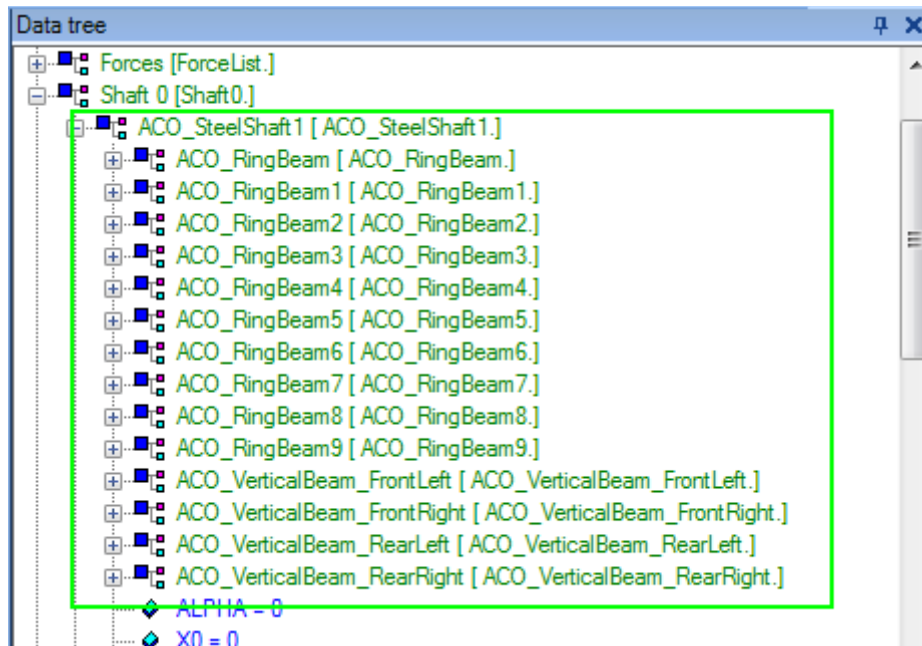 Data tree
Forces [ForceList.]
Shaft 0 [Shaft0.]
ACO_SteelShaft1 [ ACO_SteelShaft1.]
ACO_RingBeam [ ACO_RingBeam.]
ACO_RingBeam1 [ ACO_RingBeam1.]
ACO_RingBeam2 [ ACO_RingBeam2.]
ACO_RingBeam3 [ ACO_RingBeam3.]
ACO_RingBeam4 [ ACO_RingBeam4.]
ACO_RingBeam5 [ ACO_RingBeam5.]
ACO_RingBeam6 [ ACO_RingBeam6.]
ACO_RingBeam7 [ ACO_RingBeam7.]
ACO_RingBeam8 [ ACO_RingBeam8.]
ACO_RingBeam9 [ ACO_RingBeam9.]
ACO_VerticalBeam_FrontLeft [ ACO_VerticalBeam_FrontLeft.]
ACO_VerticalBeam_FrontRight [ ACO_VerticalBeam_FrontRight.]
ACO_VerticalBeam_RearLeft [ ACO_VerticalBeam_RearLeft.]
ACO_VerticalBeam_RearRight [ ACO_VerticalBeam_RearRight.]
ALPHA = 0
X0 = 0